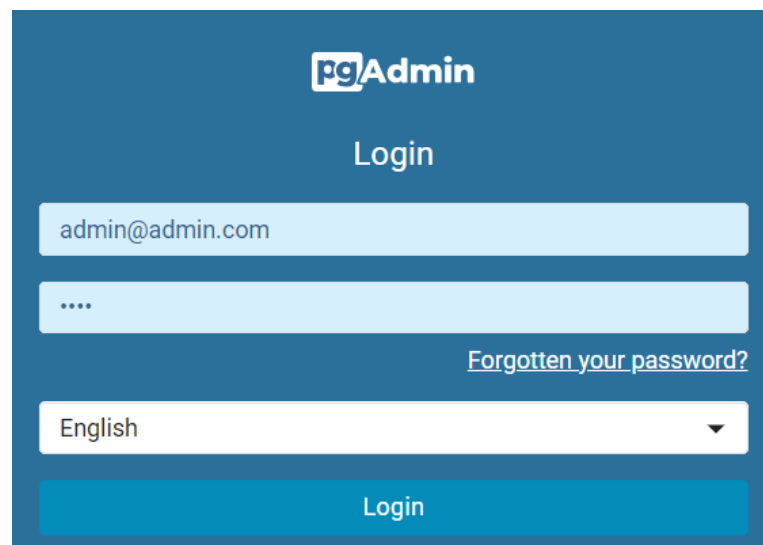 pgAdmin
Login
admin@admin.com
••••
Forgotten your password?
English
Login